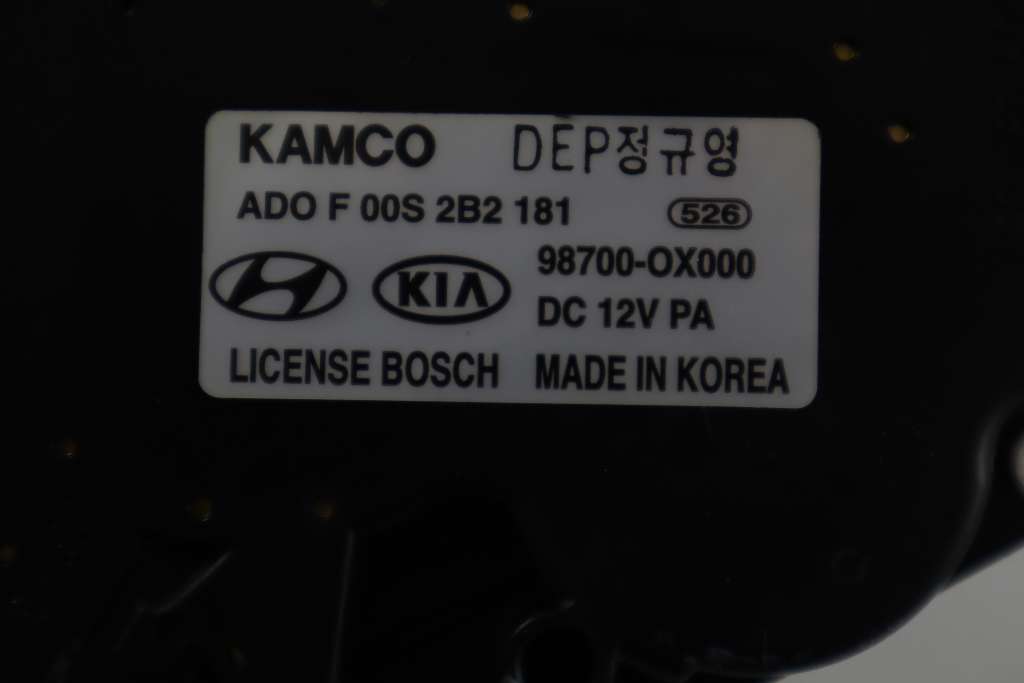 KAMCO DEP정규영
ADO F 00S 2B2 181 526
98700-OX000
KIA
DC 12V PA
LICENSE BOSCH MADE IN KOREA